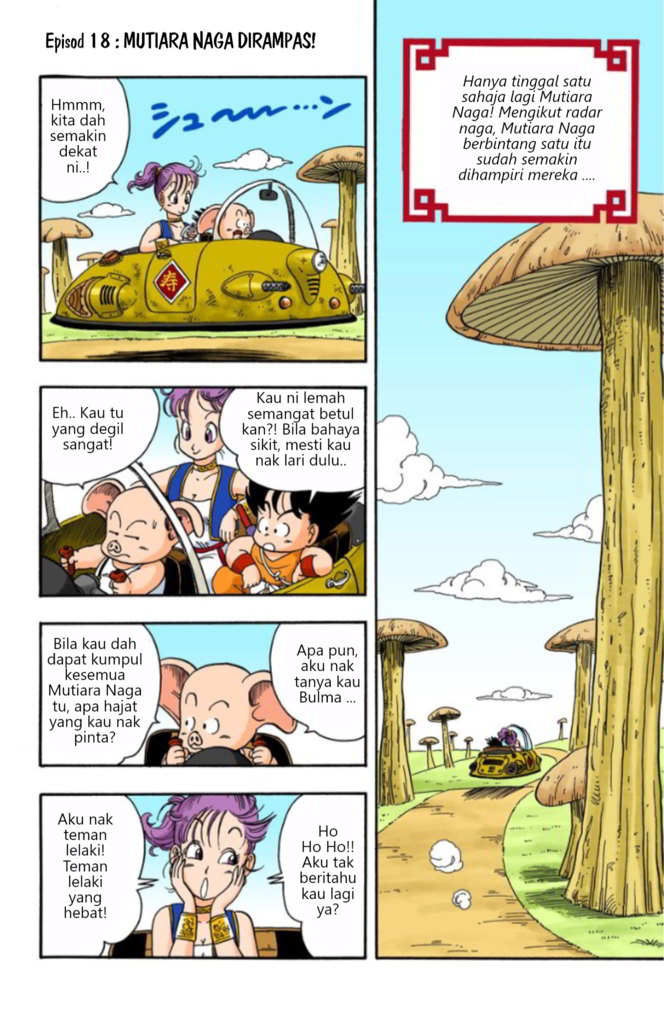 Episod 18 : MUTIARA NAGA DIRAMPAS!
Hanya tinggal satu
sahaja lagi Mutiara
Naga! Mengikut radar
naga, Mutiara Naga
berbintang satu itu
sudah semakin
dihampiri mereka ....
Hmmm,
kita dah
semakin
dekat
ni..!
シュ〜〜…ン
寿
Kau ni lemah
semangat betul
kan?! Bila bahaya
sikit, mesti kau
nak lari dulu..
Eh.. Kau tu
yang degil
sangat!
Apa pun,
aku nak
tanya kau
Bulma ...
Bila kau dah
dapat kumpul
kesemua
Mutiara Naga
tu, apa hajat
yang kau nak
pinta?
Ho
Ho Ho!!
Aku tak
beritahu
kau lagi
ya?
Aku nak
teman
lelaki!
Teman
lelaki
yang
hebat!